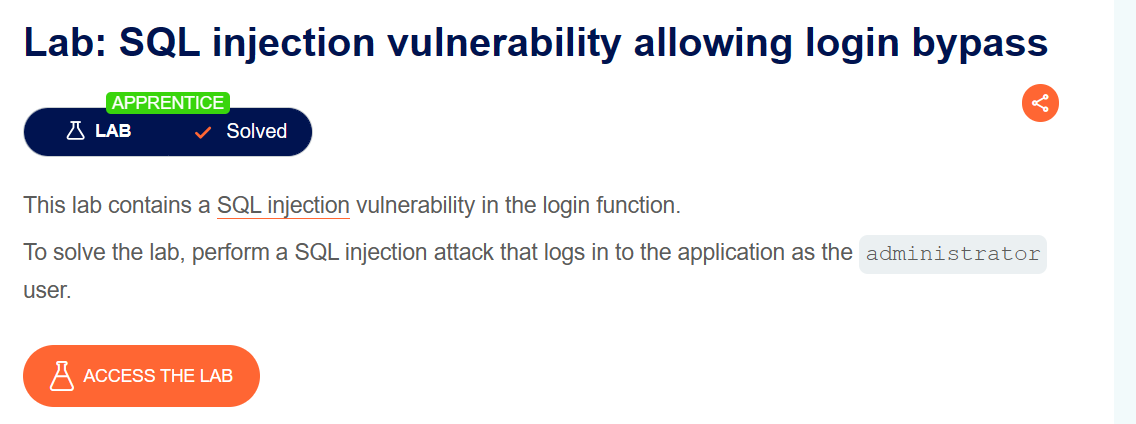 Lab: SQL injection vulnerability allowing login bypass
APPRENTICE
LAB Solved
This lab contains a SQL injection vulnerability in the login function.
To solve the lab, perform a SQL injection attack that logs in to the application as the administrator
user.
ACCESS THE LAB